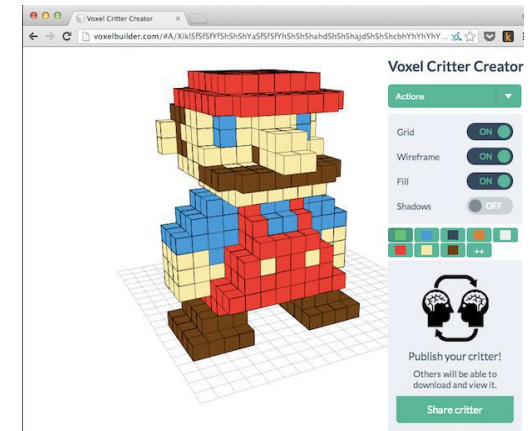 Voxel Critter Creator
voxelbuilder.com/#A/
Voxel Critter Creator
Actions
Grid ON
Wireframe ON
Fill ON
Shadows OFF
++
Publish your critter!
Others will be able to
download and view it.
Share critter